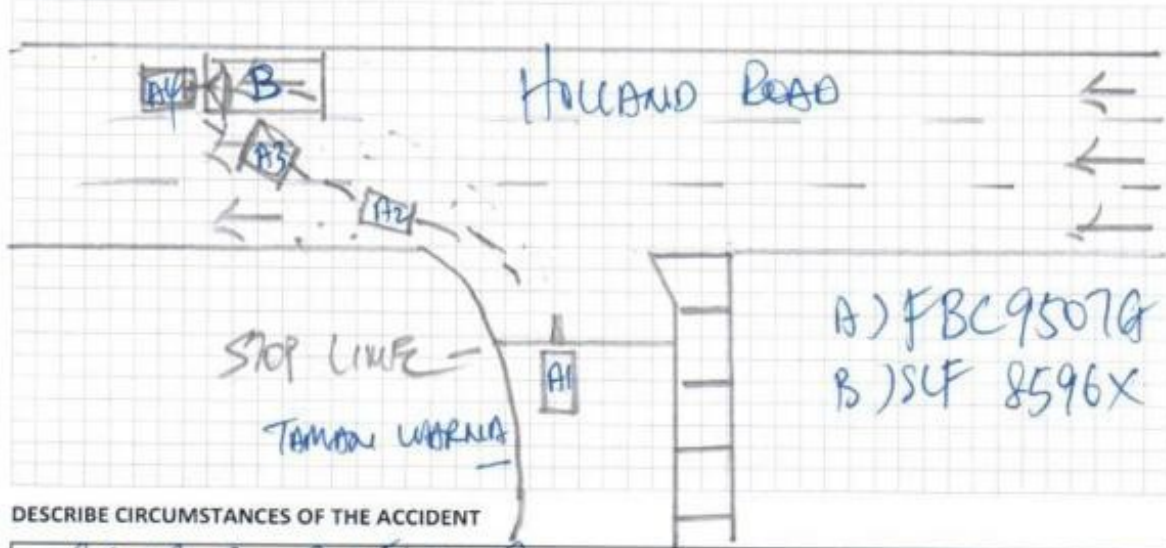 HOLLAND ROAD
A4
B
A3
A2
A) FBC9507G
B) SLF 8596X
STOP LINE
A1
TAMAN WARNA
DESCRIBE CIRCUMSTANCES OF THE ACCIDENT